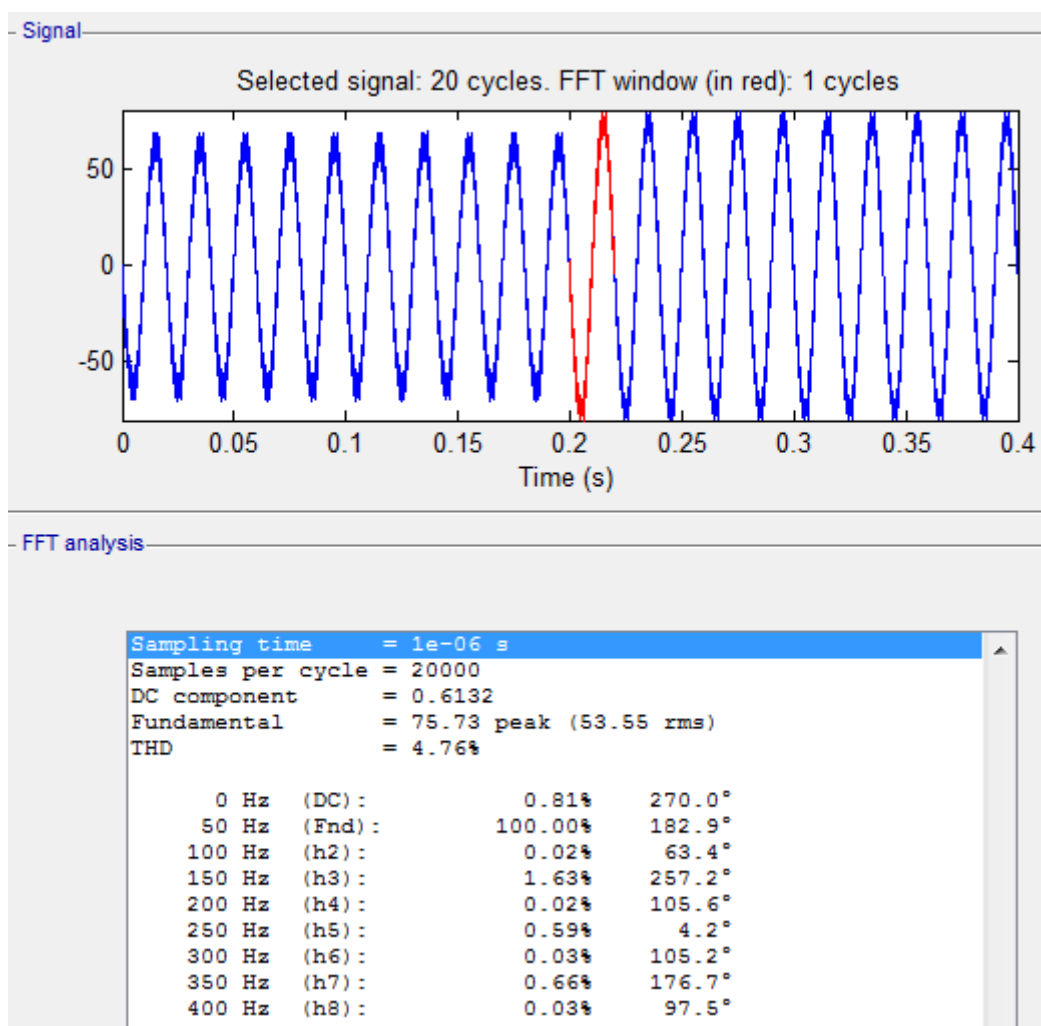 Signal
Selected signal: 20 cycles. FFT window (in red): 1 cycles
50
0
-50
0 0.05 0.1 0.15 0.2 0.25 0.3 0.35 0.4
Time (s)
FFT analysis
Sampling time = 1e-06 s
Samples per cycle = 20000
DC component = 0.6132
Fundamental = 75.73 peak (53.55 rms)
THD = 4.76%
0 Hz (DC): 0.81% 270.0°
50 Hz (Fnd): 100.00% 182.9°
100 Hz (h2): 0.02% 63.4°
150 Hz (h3): 1.63% 257.2°
200 Hz (h4): 0.02% 105.6°
250 Hz (h5): 0.59% 4.2°
300 Hz (h6): 0.03% 105.2°
350 Hz (h7): 0.66% 176.7°
400 Hz (h8): 0.03% 97.5°